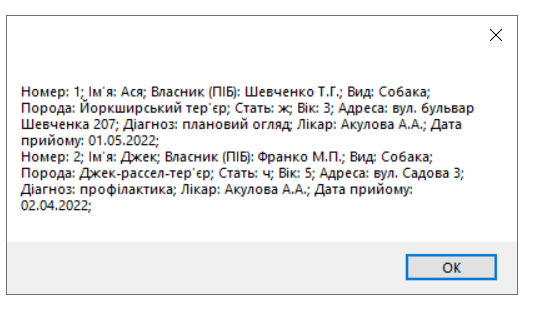 Номер: 1; Ім'я: Ася; Власник (ПІБ): Шевченко Т.Г.; Вид: Собака;
Порода: Йоркширський тер'єр; Стать: ж; Вік: 3; Адреса: вул. бульвар
Шевченка 207; Діагноз: плановий огляд; Лікар: Акулова А.А.; Дата
прийому: 01.05.2022;
Номер: 2; Ім'я: Джек; Власник (ПІБ): Франко М.П.; Вид: Собака;
Порода: Джек-рассел-тер'єр; Стать: ч; Вік: 5; Адреса: вул. Садова 3;
Діагноз: профілактика; Лікар: Акулова А.А.; Дата прийому:
02.04.2022;
OK